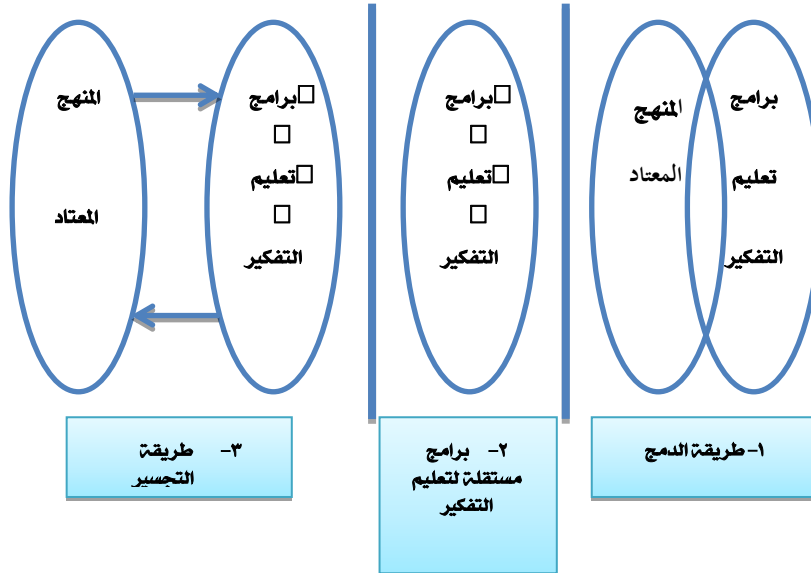 برامج
تعليم
التفكير
المنهج
المعتاد
١- طريقة الدمج
□برامج
□
□تعليم
□
التفكير
٢- برامج
مستقلة لتعليم
التفكير
□برامج
□
□تعليم
□
التفكير
المنهج
المعتاد
٣- طريقة
التجسير